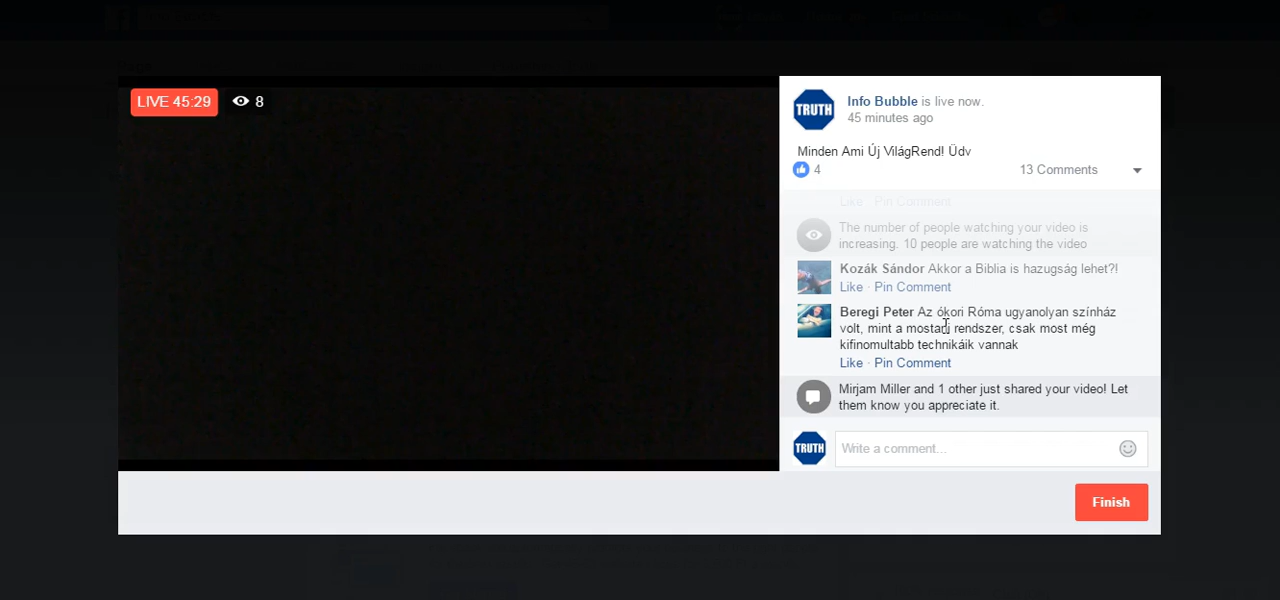 LIVE 45:29
8
TRUTH
Info Bubble is live now.
45 minutes ago
Minden Ami Új VilágRend! Üdv
4
13 Comments
Like · Pin Comment
The number of people watching your video is
increasing. 10 people are watching the video
Kozák Sándor Akkor a Biblia is hazugság lehet?!
Like · Pin Comment
Beregi Peter Az ókori Róma ugyanolyan színház
volt, mint a mostani rendszer, csak most még
kifinomultabb technikáik vannak
Like · Pin Comment
Mirjam Miller and 1 other just shared your video! Let
them know you appreciate it.
TRUTH
Write a comment...
Finish